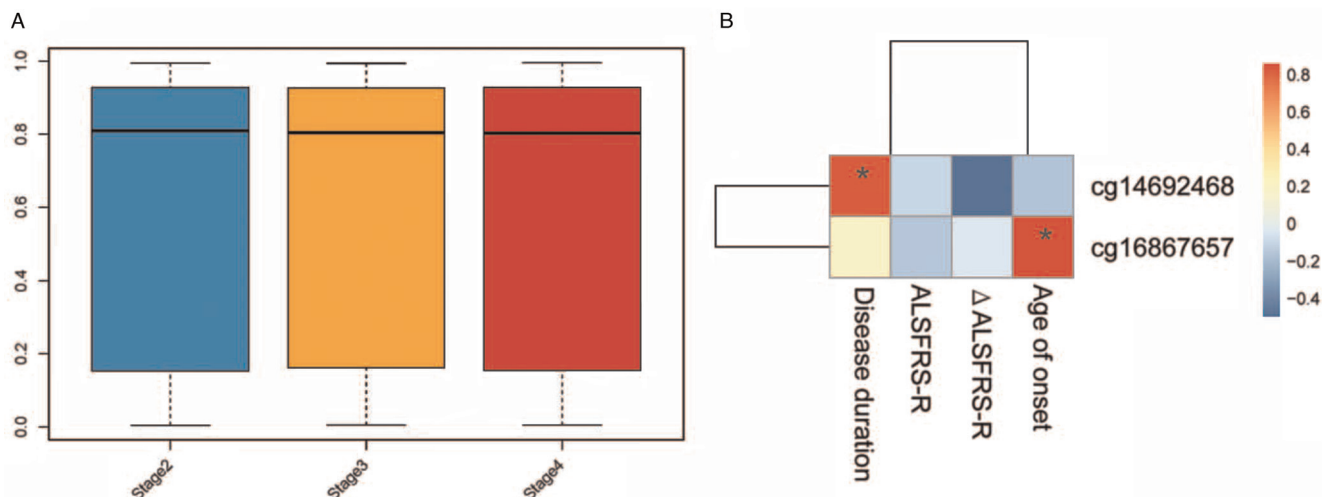 A
1.0
0.8
0.6
0.4
0.2
0.0
Stage2
Stage3
Stage4
B
*
*
cg14692468
cg16867657
Disease duration
ALSFRS-R
Δ ALSFRS-R
Age of onset
0.8
0.6
0.4
0.2
0
−0.2
−0.4